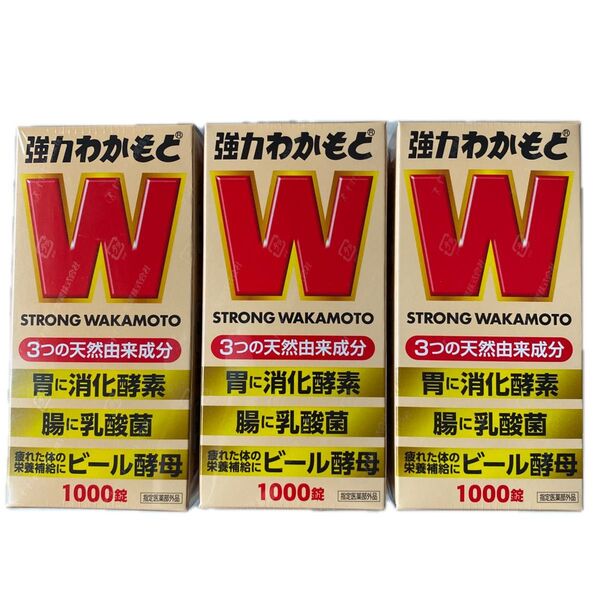 強力わかもと®
W
STRONG WAKAMOTO
3つの天然由来成分
胃に消化酵素
腸に乳酸菌
疲れた体の
栄養補給に ビール酵母
1000錠
指定医薬部外品
強力わかもと®
W
STRONG WAKAMOTO
3つの天然由来成分
胃に消化酵素
腸に乳酸菌
疲れた体の
栄養補給に ビール酵母
1000錠
指定医薬部外品
強力わかもと®
W
STRONG WAKAMOTO
3つの天然由来成分
胃に消化酵素
腸に乳酸菌
疲れた体の
栄養補給に ビール酵母
1000錠
指定医薬部外品